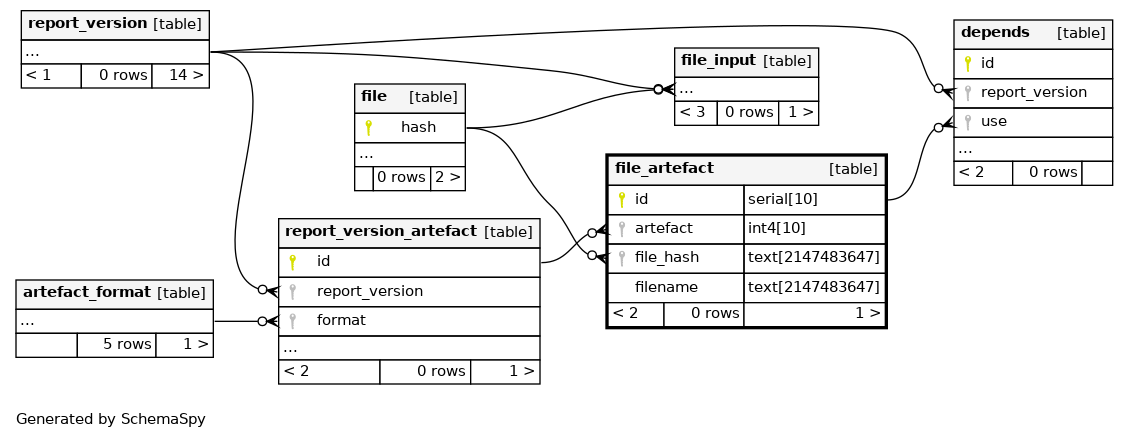 report_version [table]
...
< 1 0 rows 14 >
depends [table]
id
report_version
use
...
< 2 0 rows
file_input [table]
...
< 3 0 rows 1 >
file [table]
hash
...
0 rows 2 >
file_artefact [table]
id serial[10]
artefact int4[10]
file_hash text[2147483647]
filename text[2147483647]
< 2 0 rows 1 >
report_version_artefact [table]
id
report_version
format
...
< 2 0 rows 1 >
artefact_format [table]
...
5 rows 1 >
Generated by SchemaSpy